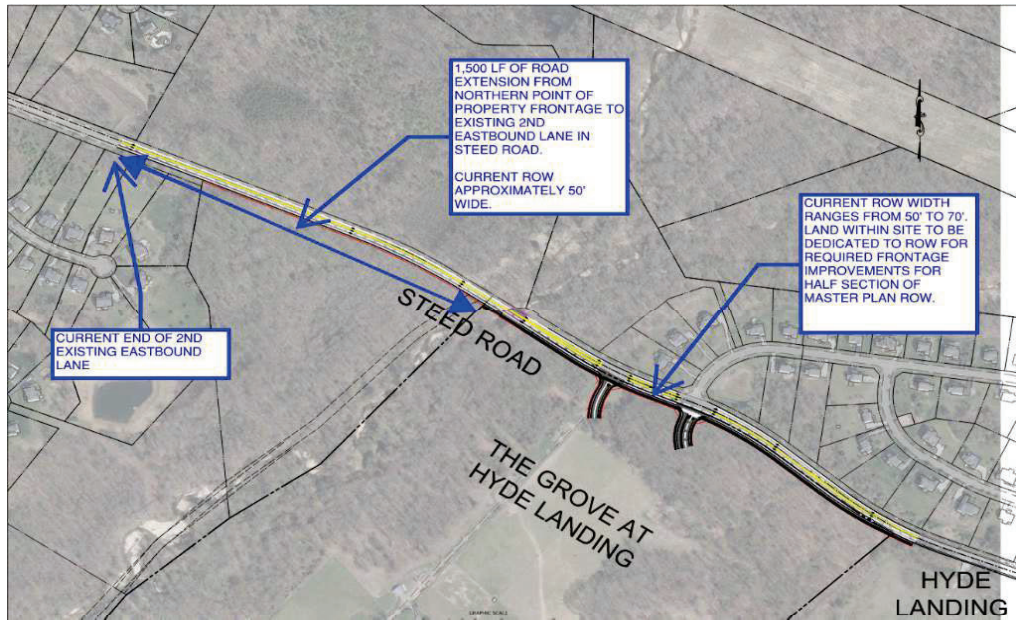 1,500 LF OF ROAD
EXTENSION FROM
NORTHERN POINT OF
PROPERTY FRONTAGE TO
EXISTING 2ND
EASTBOUND LANE IN
STEED ROAD.
CURRENT ROW
APPROXIMATELY 50'
WIDE.
CURRENT ROW WIDTH
RANGES FROM 50' TO 70'.
LAND WITHIN SITE TO BE
DEDICATED TO ROW FOR
REQUIRED FRONTAGE
IMPROVEMENTS FOR
HALF SECTION OF
MASTER PLAN ROW.
CURRENT END OF 2ND
EXISTING EASTBOUND
LANE
STEED ROAD
THE GROVE AT
HYDE LANDING
HYDE
LANDING
GRAPHIC SCALE